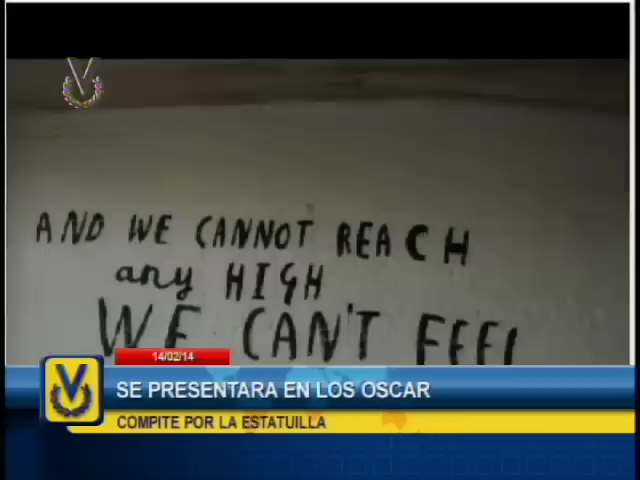 V
AND WE CANNOT REACH
any HIGH
WE CAN'T FEEL
14/02/14
V
SE PRESENTARA EN LOS OSCAR
COMPITE POR LA ESTATUILLA